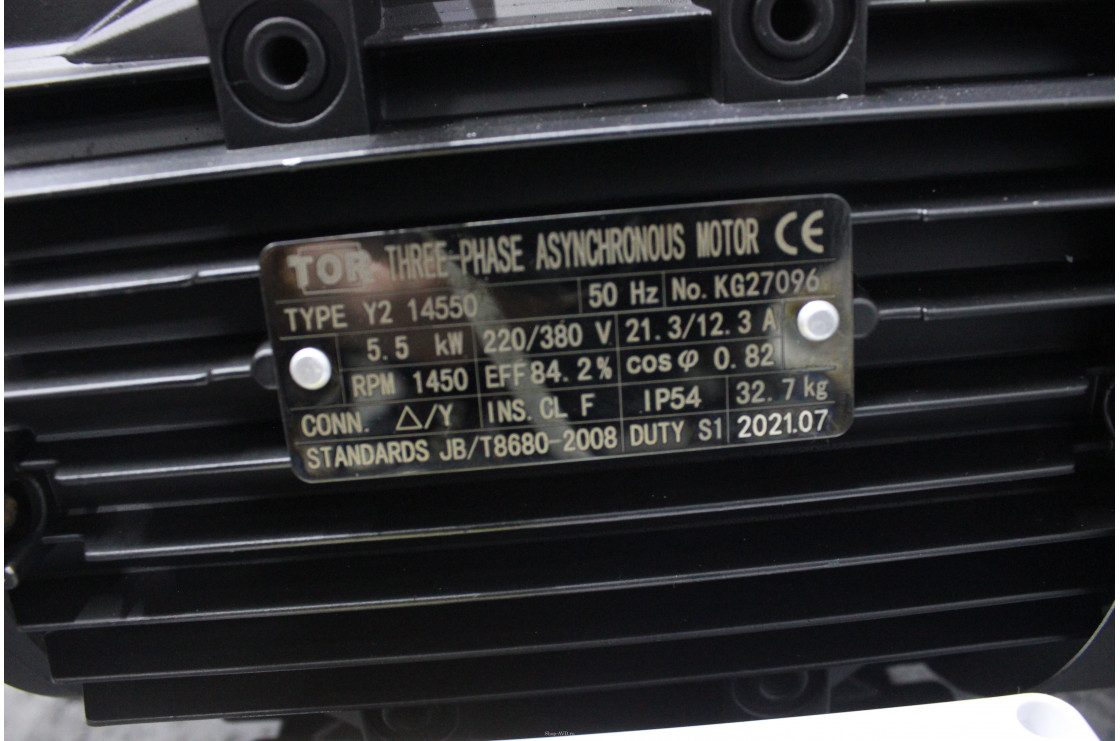 TOR THREE-PHASE ASYNCHRONOUS MOTOR CE
TYPE Y2 14550 50 Hz No. KG27096
5.5 kW 220/380 V 21.3/12.3 A
RPM 1450 EFF 84.2% cos φ 0.82
CONN. △/Y INS. CL F IP54 32.7 kg
STANDARDS JB/T8680-2008 DUTY S1 2021.07